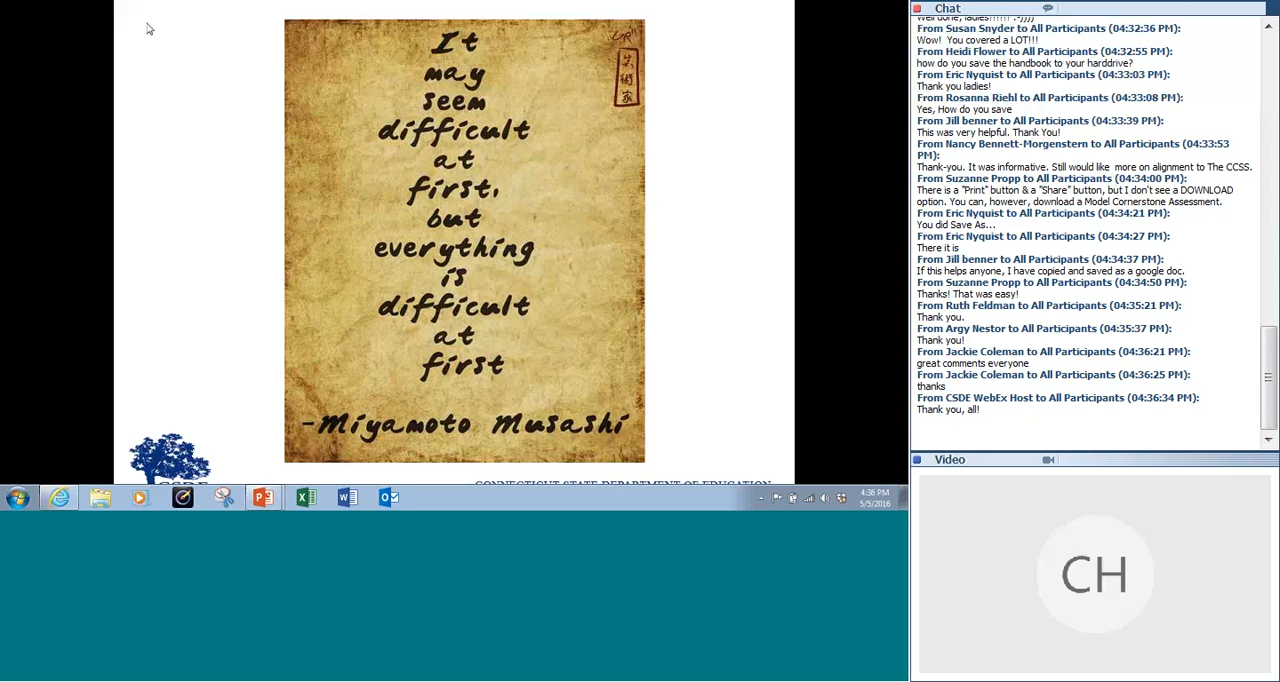 It
may
seem
difficult
at
first,
but
everything
is
difficult
at
first
-Miyamoto Musashi
芸術家
CSDE
CONNECTICUT STATE DEPARTMENT OF EDUCATION
4:36 PM
5/5/2016
Chat
Well done, ladies!!!!!! :-))))
From Susan Snyder to All Participants (04:32:36 PM):
Wow! You covered a LOT!!!
From Heidi Flower to All Participants (04:32:55 PM):
how do you save the handbook to your harddrive?
From Eric Nyquist to All Participants (04:33:03 PM):
Thank you ladies!
From Rosanna Riehl to All Participants (04:33:08 PM):
Yes, How do you save
From Jill benner to All Participants (04:33:39 PM):
This was very helpful. Thank You!
From Nancy Bennett-Morgenstern to All Participants (04:33:53
PM):
Thank-you. It was informative. Still would like more on alignment to The CCSS.
From Suzanne Propp to All Participants (04:34:00 PM):
There is a "Print" button & a "Share" button, but I don't see a DOWNLOAD
option. You can, however, download a Model Cornerstone Assessment.
From Eric Nyquist to All Participants (04:34:21 PM):
You did Save As...
From Eric Nyquist to All Participants (04:34:27 PM):
There it is
From Jill benner to All Participants (04:34:37 PM):
If this helps anyone, I have copied and saved as a google doc.
From Suzanne Propp to All Participants (04:34:50 PM):
Thanks! That was easy!
From Ruth Feldman to All Participants (04:35:21 PM):
Thank you.
From Argy Nestor to All Participants (04:35:37 PM):
Thank you!
From Jackie Coleman to All Participants (04:36:21 PM):
great comments everyone
From Jackie Coleman to All Participants (04:36:25 PM):
thanks
From CSDE WebEx Host to All Participants (04:36:34 PM):
Thank you, all!
Video
CH